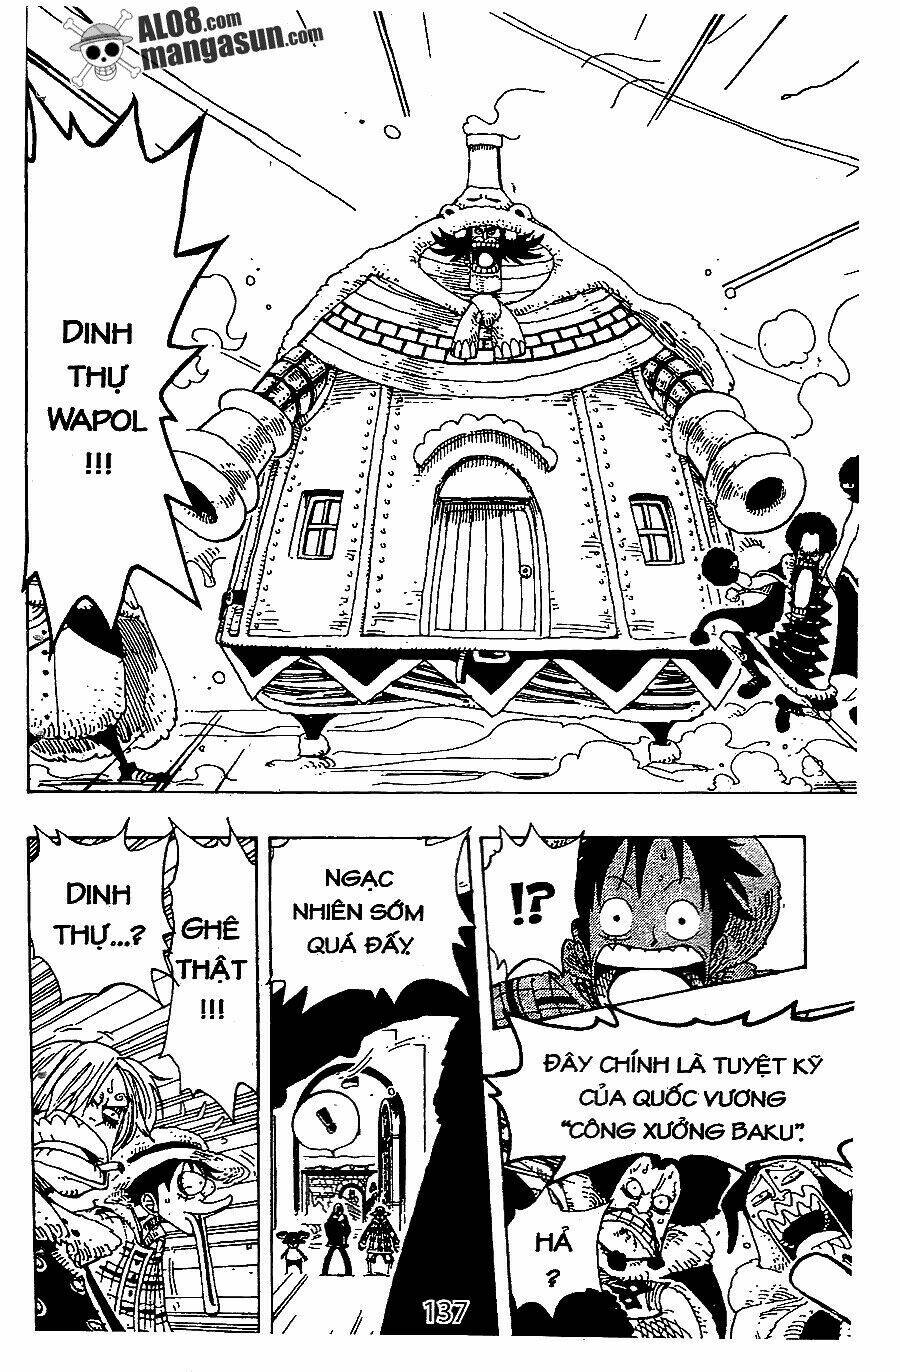 ALO8.com
mangasun.com
DINH
THỰ
WAPOL
!!!
!?
ĐÂY CHÍNH LÀ TUYỆT KỸ
CỦA QUỐC VƯƠNG
“CÔNG XƯỞNG BAKU”.
HẢ
?
NGẠC
NHIÊN SỚM
QUÁ ĐẤY.
!
GHÊ
THẬT
!!!
DINH
THỰ...?
137